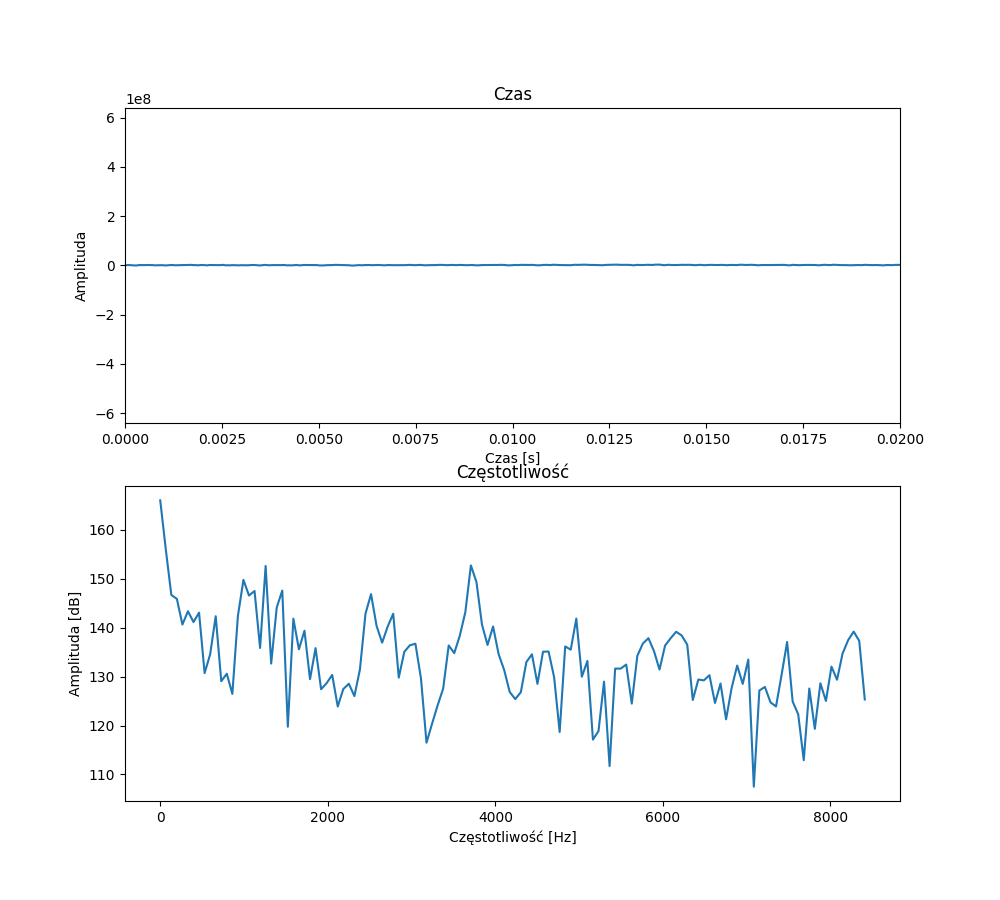 Czas
1e8
6
4
2
0
−2
−4
−6
Amplituda
0.0000 0.0025 0.0050 0.0075 0.0100 0.0125 0.0150 0.0175 0.0200
Czas [s]
Częstotliwość
160
150
140
130
120
110
Amplituda [dB]
0 2000 4000 6000 8000
Częstotliwość [Hz]